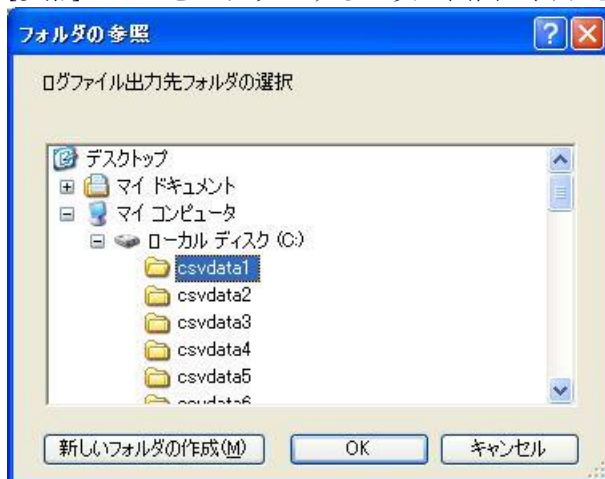 フォルダの参照
ログファイル出力先フォルダの選択
デスクトップ
マイ ドキュメント
マイ コンピュータ
ローカル ディスク (C:)
csvdata1
csvdata2
csvdata3
csvdata4
csvdata5
新しいフォルダの作成(M) OK キャンセル